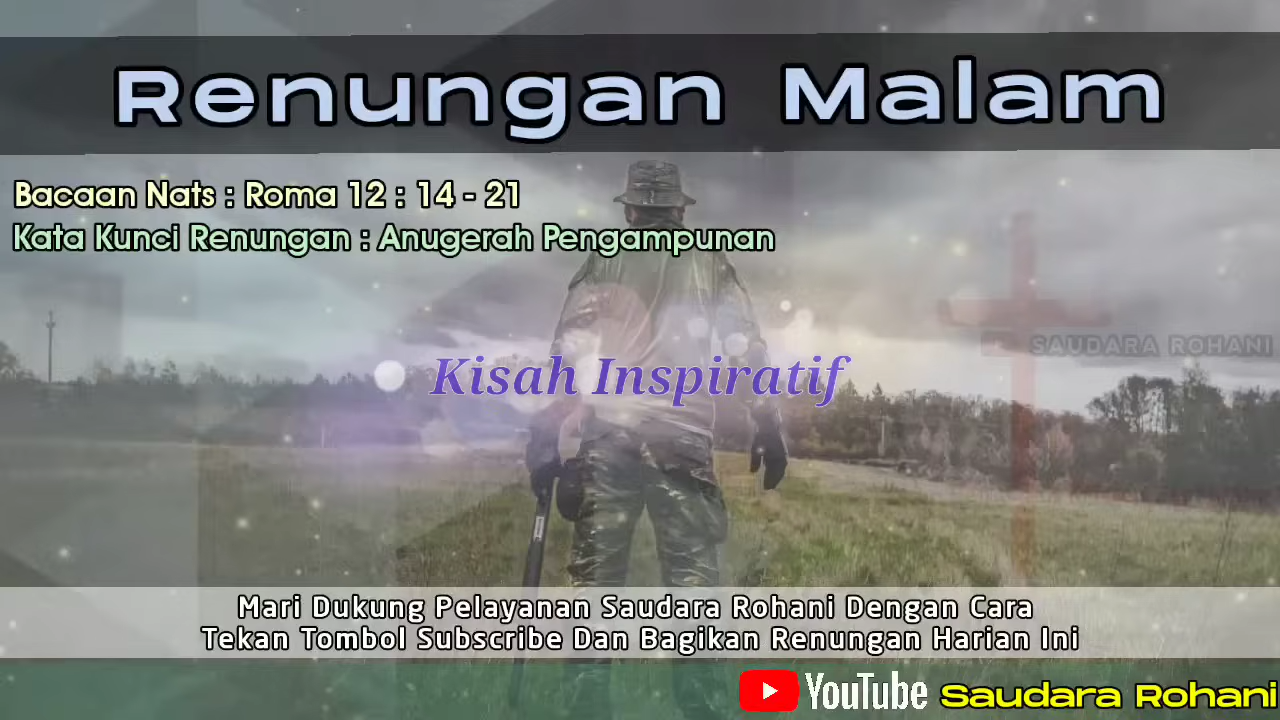 Renungan Malam
Bacaan Nats : Roma 12 : 14 - 21
Kata Kunci Renungan : Anugerah Pengampunan
SAUDARA ROHANI
Kisah Inspiratif
Mari Dukung Pelayanan Saudara Rohani Dengan Cara
Tekan Tombol Subscribe Dan Bagikan Renungan Harian Ini
YouTube Saudara Rohani